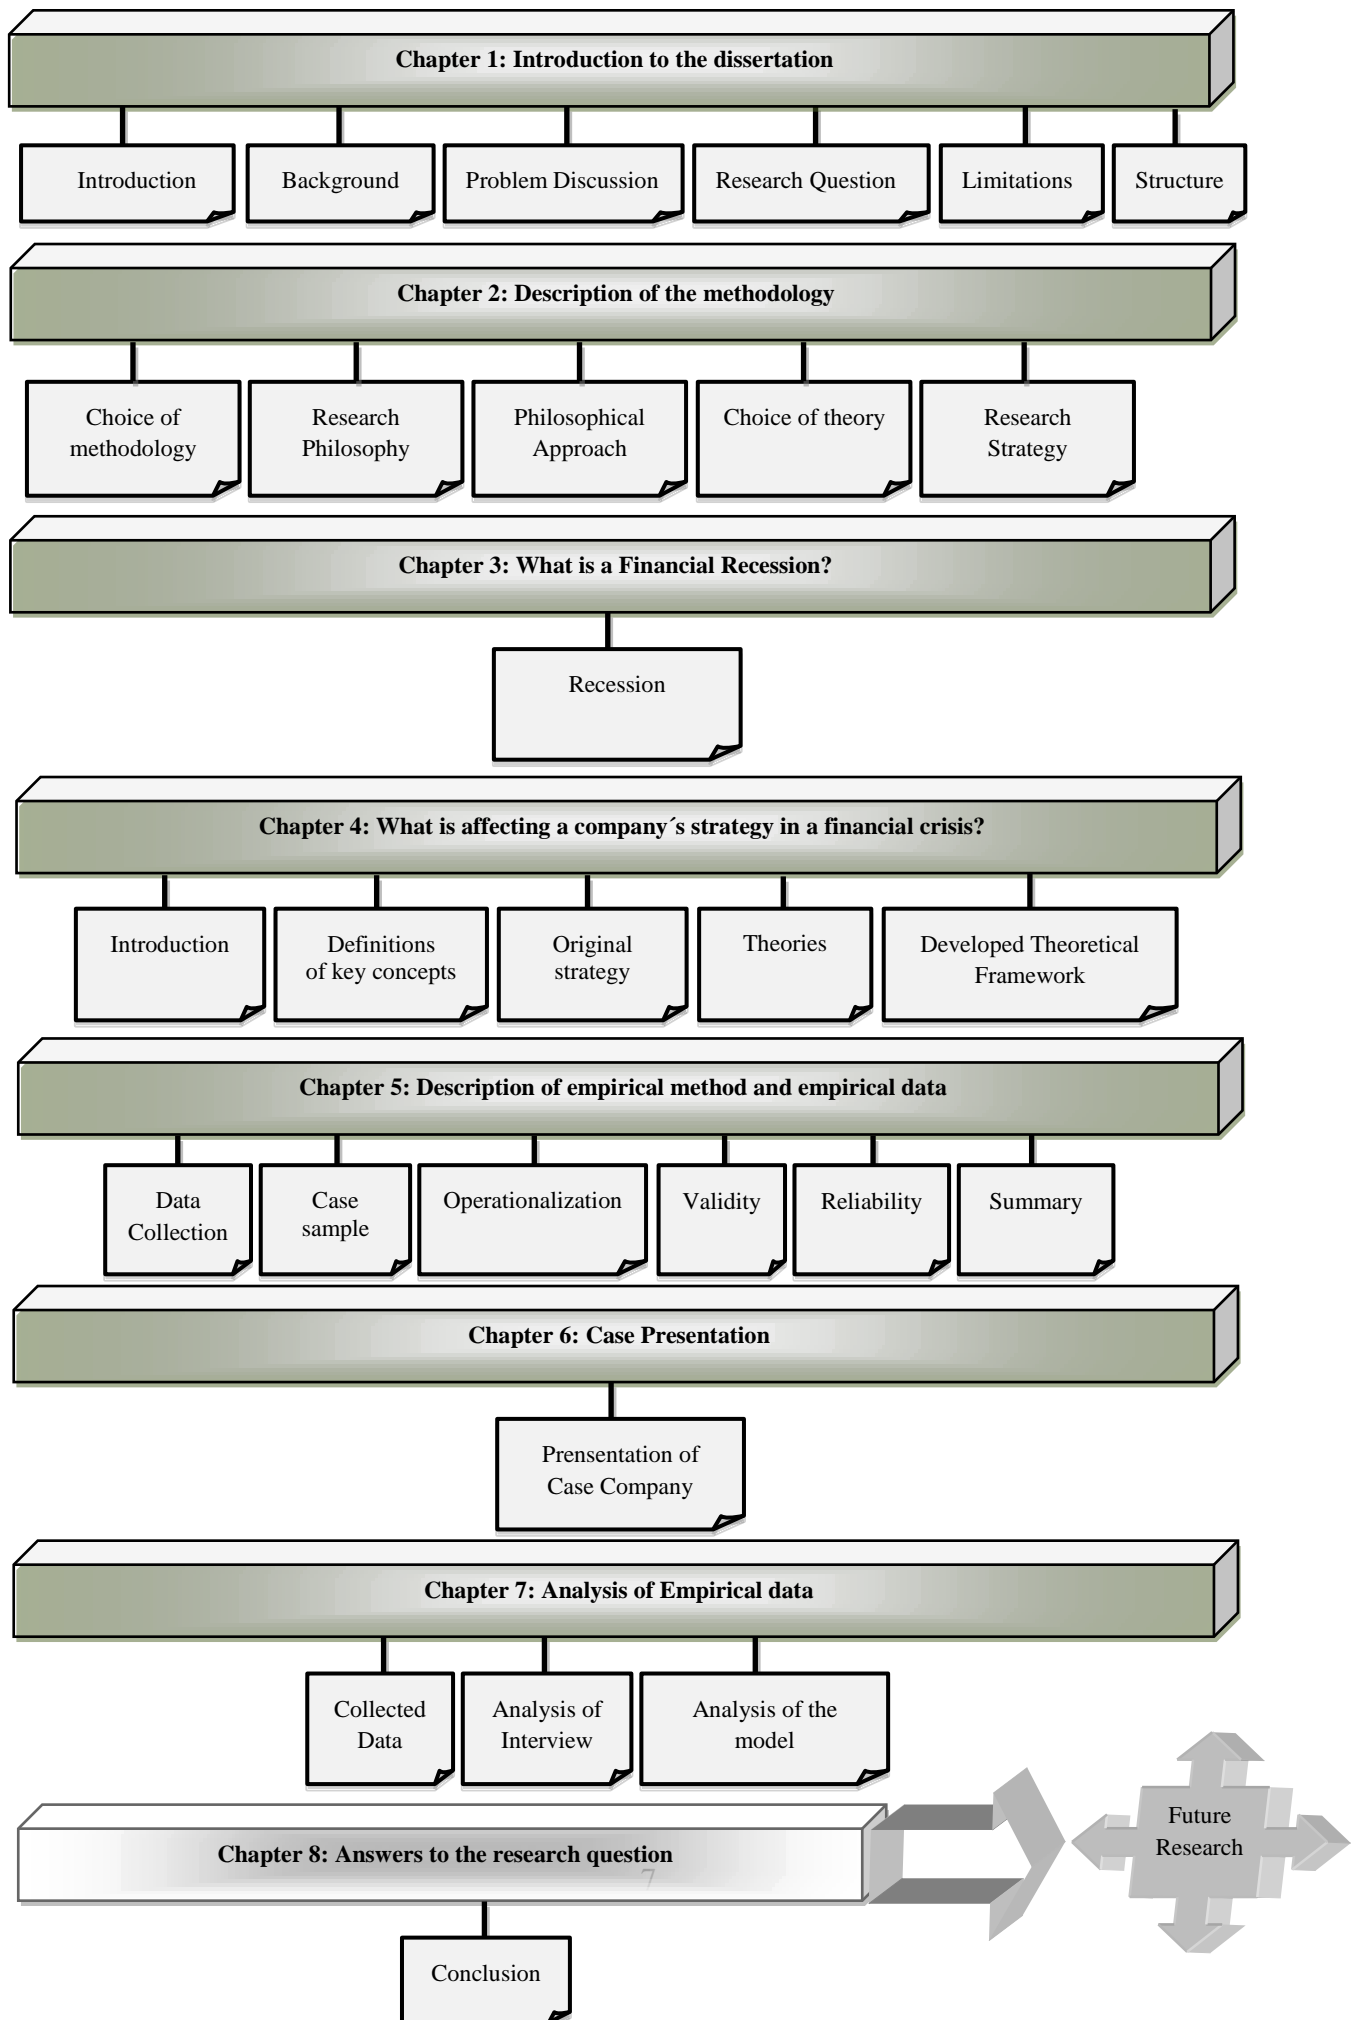 Chapter 1: Introduction to the dissertation
Introduction
Background
Problem Discussion
Research Question
Limitations
Structure
Chapter 2: Description of the methodology
Choice of
methodology
Research
Philosophy
Philosophical
Approach
Choice of theory
Research
Strategy
Chapter 3: What is a Financial Recession?
Recession
Chapter 4: What is affecting a company´s strategy in a financial crisis?
Introduction
Definitions
of key concepts
Original
strategy
Theories
Developed Theoretical
Framework
Chapter 5: Description of empirical method and empirical data
Data
Collection
Case
sample
Operationalization
Validity
Reliability
Summary
Chapter 6: Case Presentation
Prensentation of
Case Company
Chapter 7: Analysis of Empirical data
Collected
Data
Analysis of
Interview
Analysis of the
model
Chapter 8: Answers to the research question
7
Future
Research
Conclusion